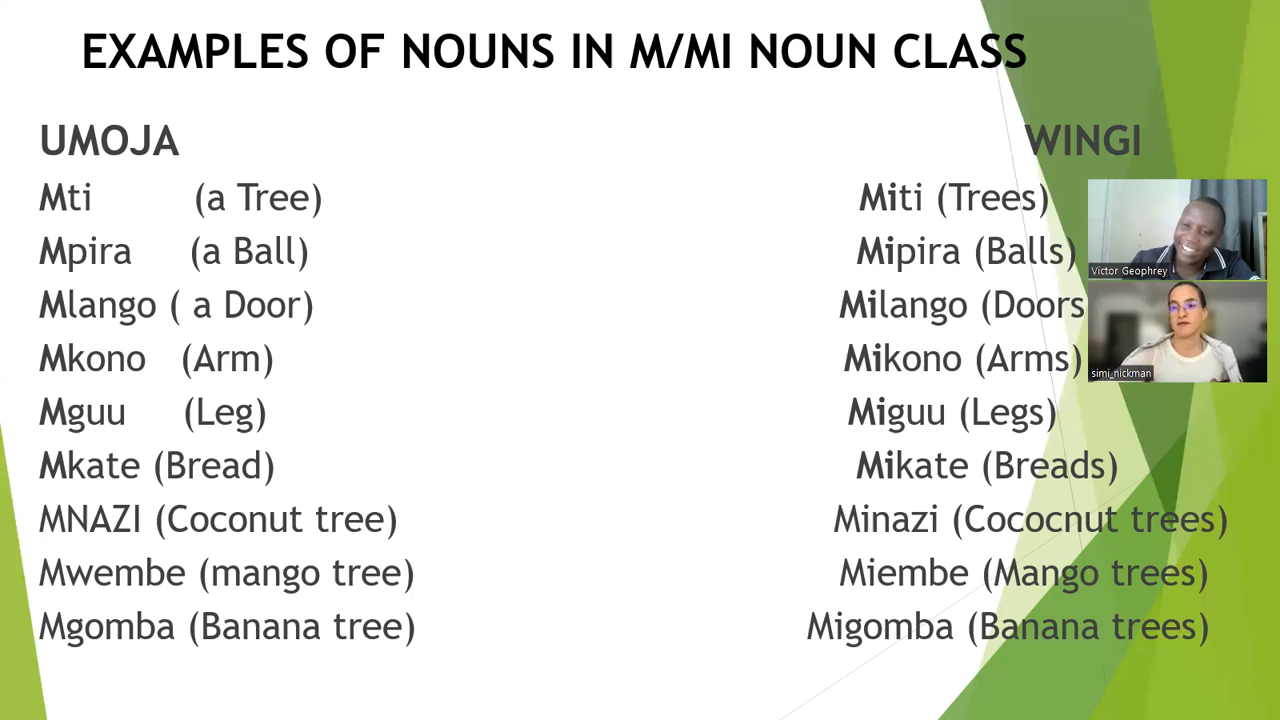 EXAMPLES OF NOUNS IN M/MI NOUN CLASS
UMOJA WINGI
Mti (a Tree) Miti (Trees)
Mpira (a Ball) Mipira (Balls)
Mlango ( a Door) Milango (Doors
Mkono (Arm) Mikono (Arms)
Mguu (Leg) Miguu (Legs)
Mkate (Bread) Mikate (Breads)
MNAZI (Coconut tree) Minazi (Cococnut trees)
Mwembe (mango tree) Miembe (Mango trees)
Mgomba (Banana tree) Migomba (Banana trees)
Victor Geophrey
simi_nickman